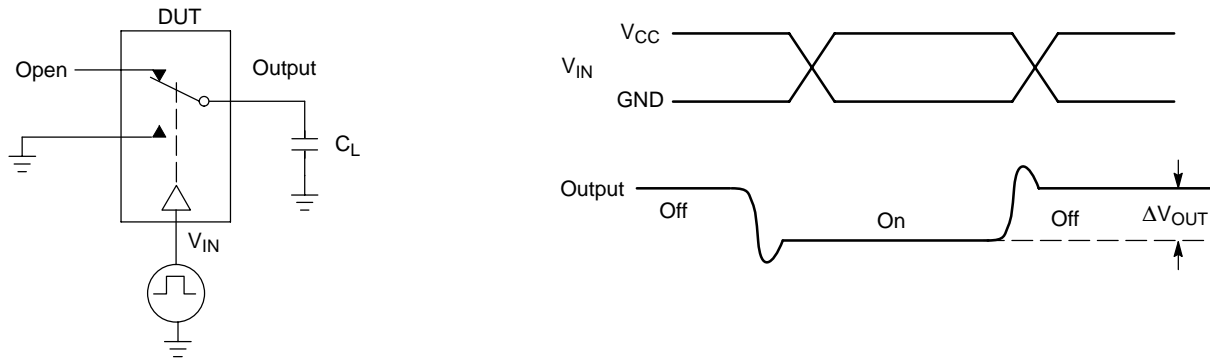 DUT
Open
Output
C_L
V_IN
V_CC
V_IN
GND
Output
Off
On
Off
ΔV_OUT